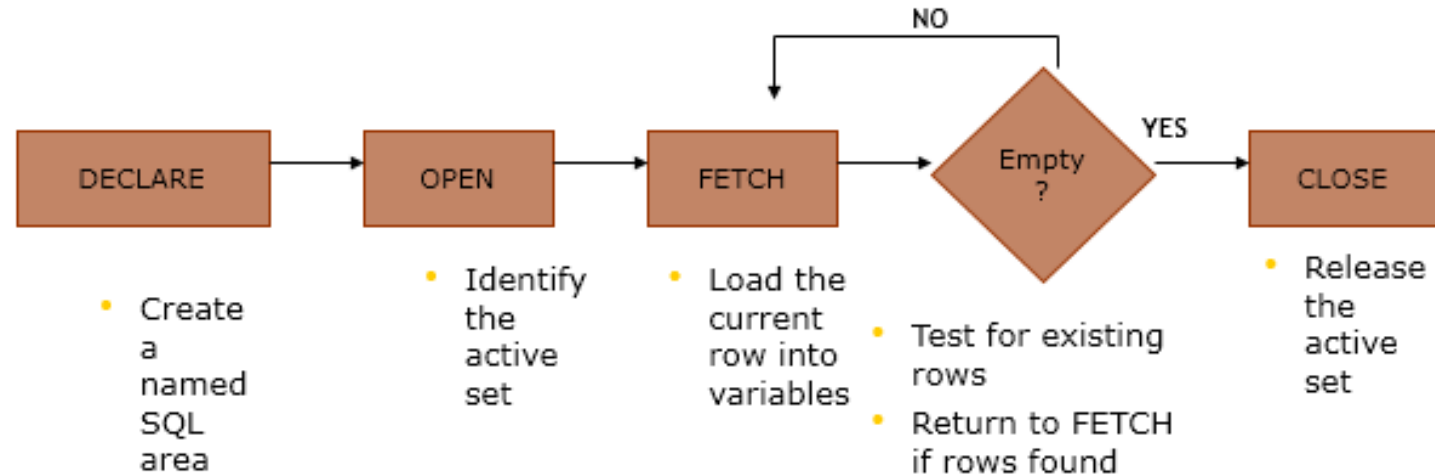 NO
YES
DECLARE
OPEN
FETCH
Empty
?
CLOSE
• Create
a
named
SQL
area
• Identify
the
active
set
• Load the
current
row into
variables
• Test for existing
rows
• Return to FETCH
if rows found
• Release
the
active
set